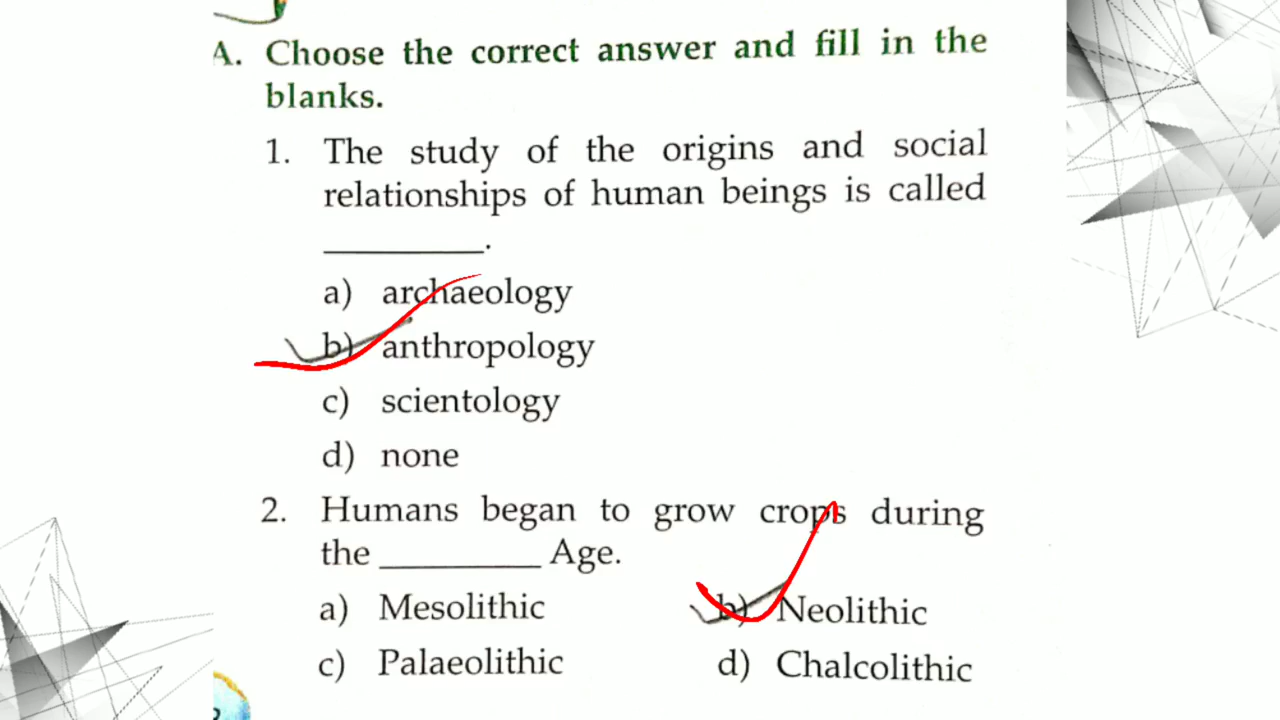 A. Choose the correct answer and fill in the
blanks.
1. The study of the origins and social
relationships of human beings is called
________.
a) archaeology
b) anthropology
c) scientology
d) none
2. Humans began to grow crops during
the ________ Age.
a) Mesolithic b) Neolithic
c) Palaeolithic d) Chalcolithic